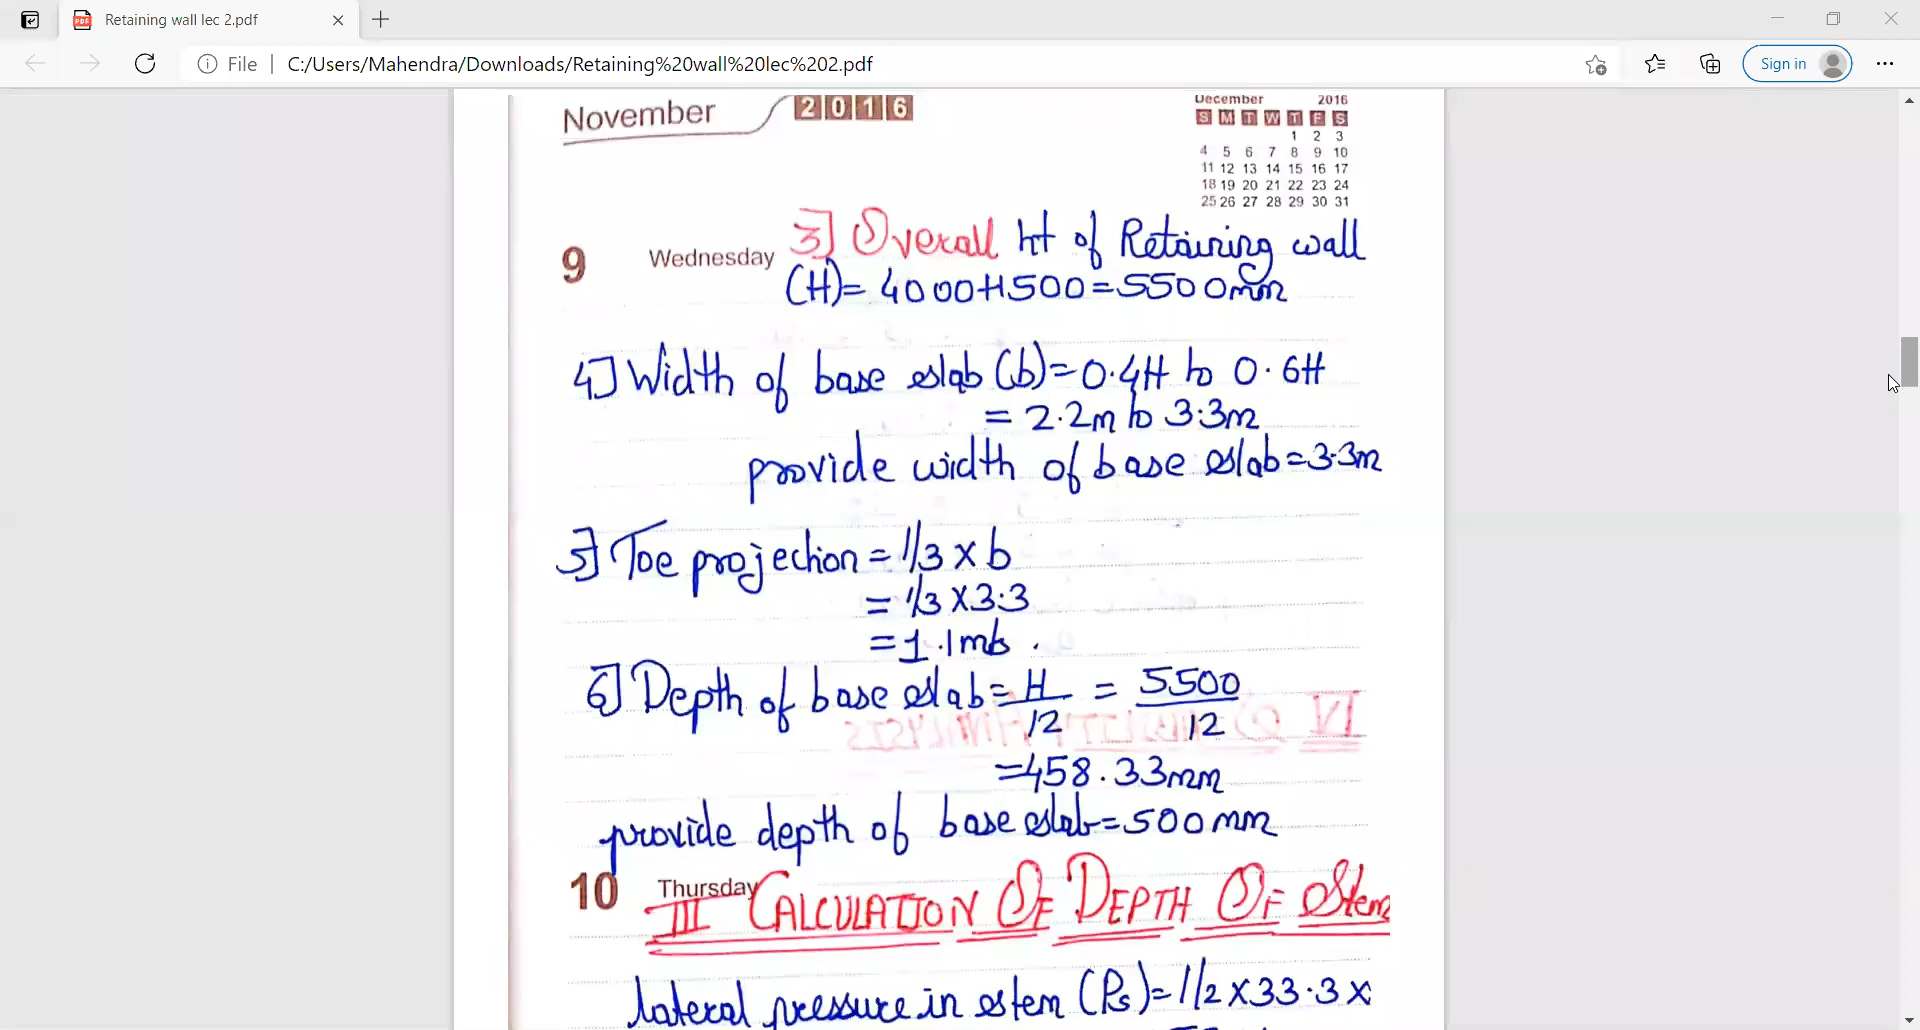 Retaining wall lec 2.pdf
File
C:/Users/Mahendra/Downloads/Retaining%20wall%20lec%202.pdf
Sign in
November 2016
December 2016
S M T W T F S
1 2 3
4 5 6 7 8 9 10
11 12 13 14 15 16 17
18 19 20 21 22 23 24
25 26 27 28 29 30 31
9 Wednesday 3] Overall ht of Retaining wall
(H)= 4000+1500=5500mm
4] Width of base slab (b)=0.4H to 0.6H
= 2.2m to 3.3m
provide width of base slab=3.3m
5] Toe projection = 1/3 x b
= 1/3 x 3.3
= 1.1 m
6] Depth of base slab = H/12 = 5500/12
=458.33mm
provide depth of base slab=500mm
10 Thursday III CALCULATION OF DEPTH OF Stem
lateral pressure in stem (Ps)=1/2 x 33.3 x